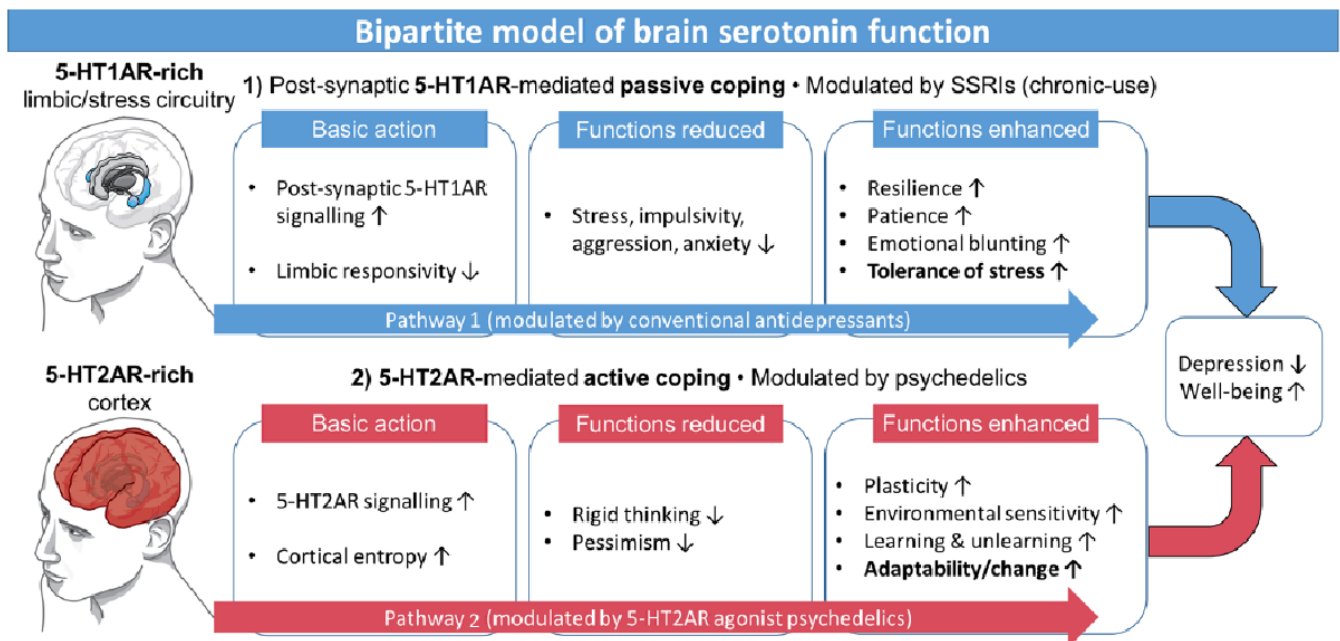 Bipartite model of brain serotonin function
5-HT1AR-rich
limbic/stress circuitry
1) Post-synaptic 5-HT1AR-mediated passive coping • Modulated by SSRIs (chronic-use)
Basic action
• Post-synaptic 5-HT1AR
signalling ↑
• Limbic responsivity ↓
Functions reduced
• Stress, impulsivity,
aggression, anxiety ↓
Functions enhanced
• Resilience ↑
• Patience ↑
• Emotional blunting ↑
• Tolerance of stress ↑
Pathway 1 (modulated by conventional antidepressants)
5-HT2AR-rich
cortex
2) 5-HT2AR-mediated active coping • Modulated by psychedelics
Basic action
• 5-HT2AR signalling ↑
• Cortical entropy ↑
Functions reduced
• Rigid thinking ↓
• Pessimism ↓
Functions enhanced
• Plasticity ↑
• Environmental sensitivity ↑
• Learning & unlearning ↑
• Adaptability/change ↑
Pathway 2 (modulated by 5-HT2AR agonist psychedelics)
Depression ↓
Well-being ↑